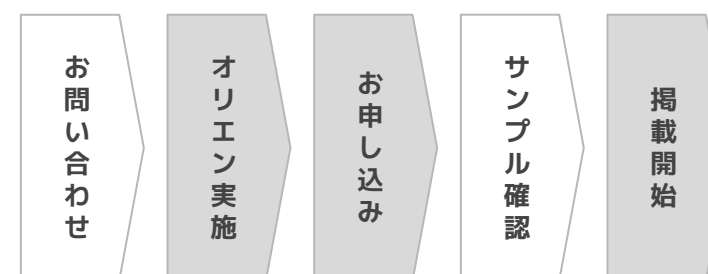 お問い合わせ
オリエン実施
お申し込み
サンプル確認
掲載開始